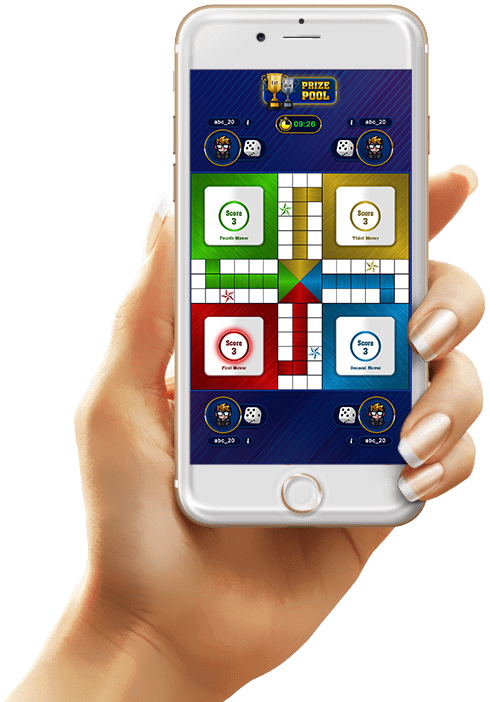 PRIZE
POOL
09:26
abc_20 i
i abc_20
Score
3
Fourth Mover
Score
3
Third Mover
Score
3
First Mover
Score
3
Second Mover
abc_20 i
i abc_20